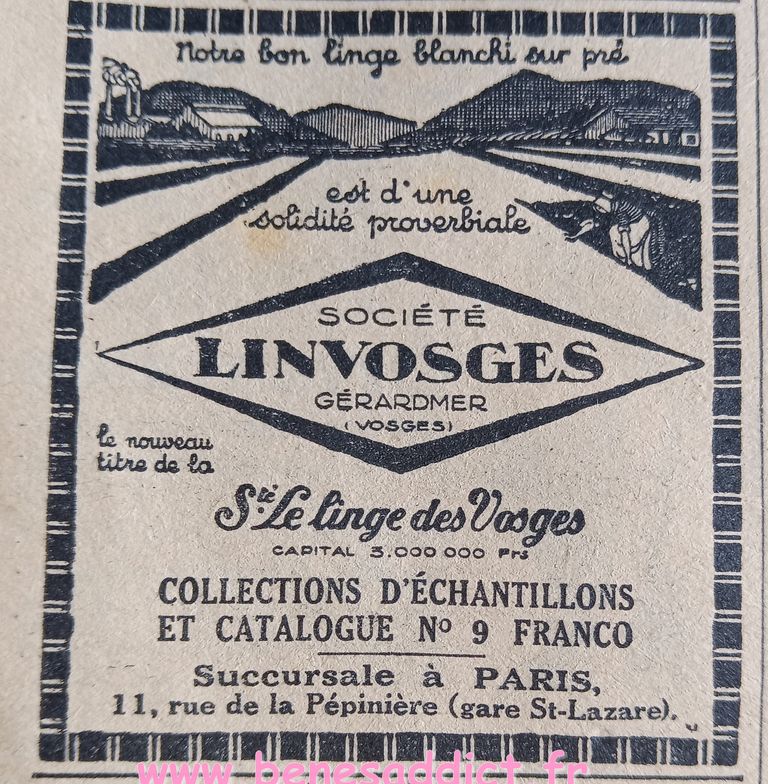 Notre bon linge blanchi sur pré
est d'une
solidité proverbiale
SOCIÉTÉ
LINVOSGES
GÉRARDMER
(VOSGES)
le nouveau
titre de la
Sté Le linge des Vosges
CAPITAL 3.000 000 Frs
COLLECTIONS D'ÉCHANTILLONS
ET CATALOGUE No 9 FRANCO
Succursale à PARIS,
11, rue de la Pépinière (gare St-Lazare).
www.benesaddict.fr